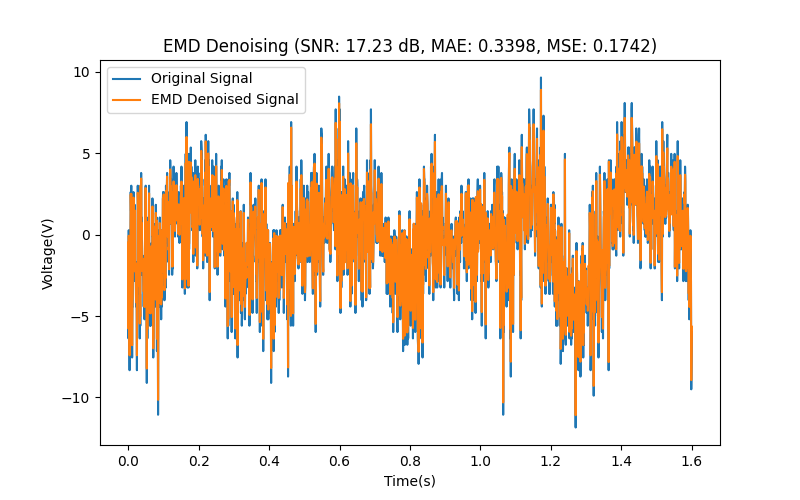 EMD Denoising (SNR: 17.23 dB, MAE: 0.3398, MSE: 0.1742)
Original Signal
EMD Denoised Signal
10
5
0
−5
−10
Voltage(V)
0.0 0.2 0.4 0.6 0.8 1.0 1.2 1.4 1.6
Time(s)